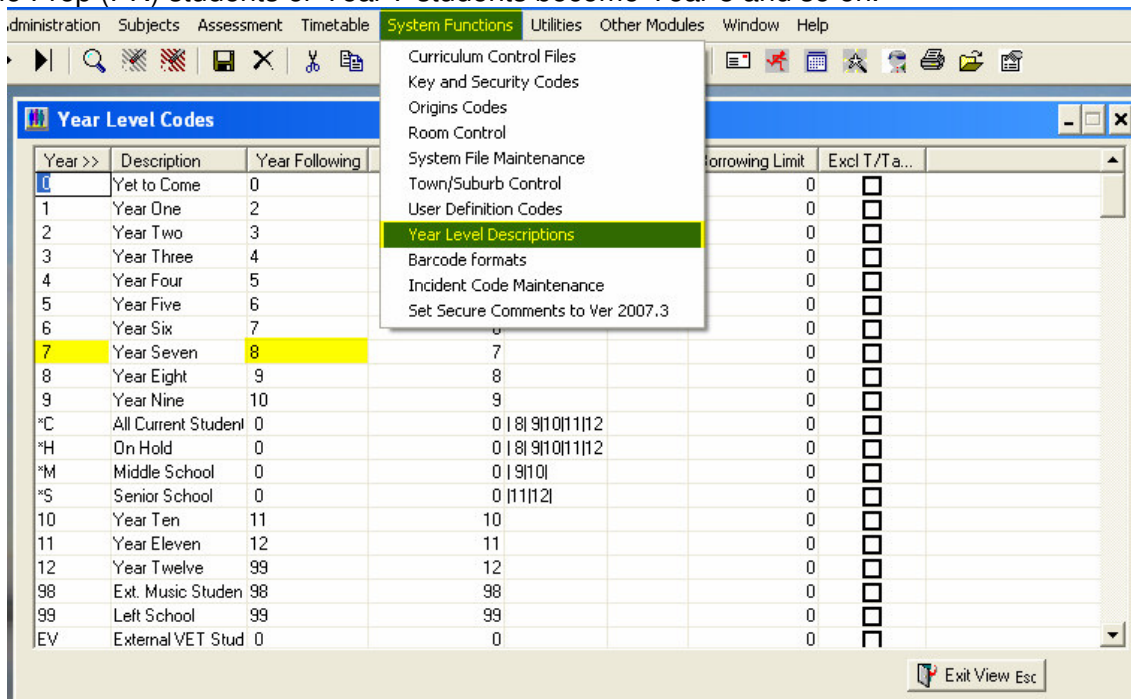 Administration Subjects Assessment Timetable System Functions Utilities Other Modules Window Help
Curriculum Control Files
Key and Security Codes
Origins Codes
Room Control
System File Maintenance
Town/Suburb Control
User Definition Codes
Year Level Descriptions
Barcode formats
Incident Code Maintenance
Set Secure Comments to Ver 2007.3
Year Level Codes
Year >> Description Year Following orrowing Limit Excl T/Ta...
0 Yet to Come 0 0
1 Year One 2 0
2 Year Two 3 0
3 Year Three 4 0
4 Year Four 5 0
5 Year Five 6 0
6 Year Six 7 0
7 Year Seven 8 7 0
8 Year Eight 9 8 0
9 Year Nine 10 9 0
*C All Current Student 0 0 | 8| 9|10|11|12 0
*H On Hold 0 0 | 8| 9|10|11|12 0
*M Middle School 0 0 | 9|10| 0
*S Senior School 0 0 |11|12| 0
10 Year Ten 11 10 0
11 Year Eleven 12 11 0
12 Year Twelve 99 12 0
98 Ext. Music Studen 98 98 0
99 Left School 99 99 0
EV External VET Stud 0 0 0
Exit View Esc